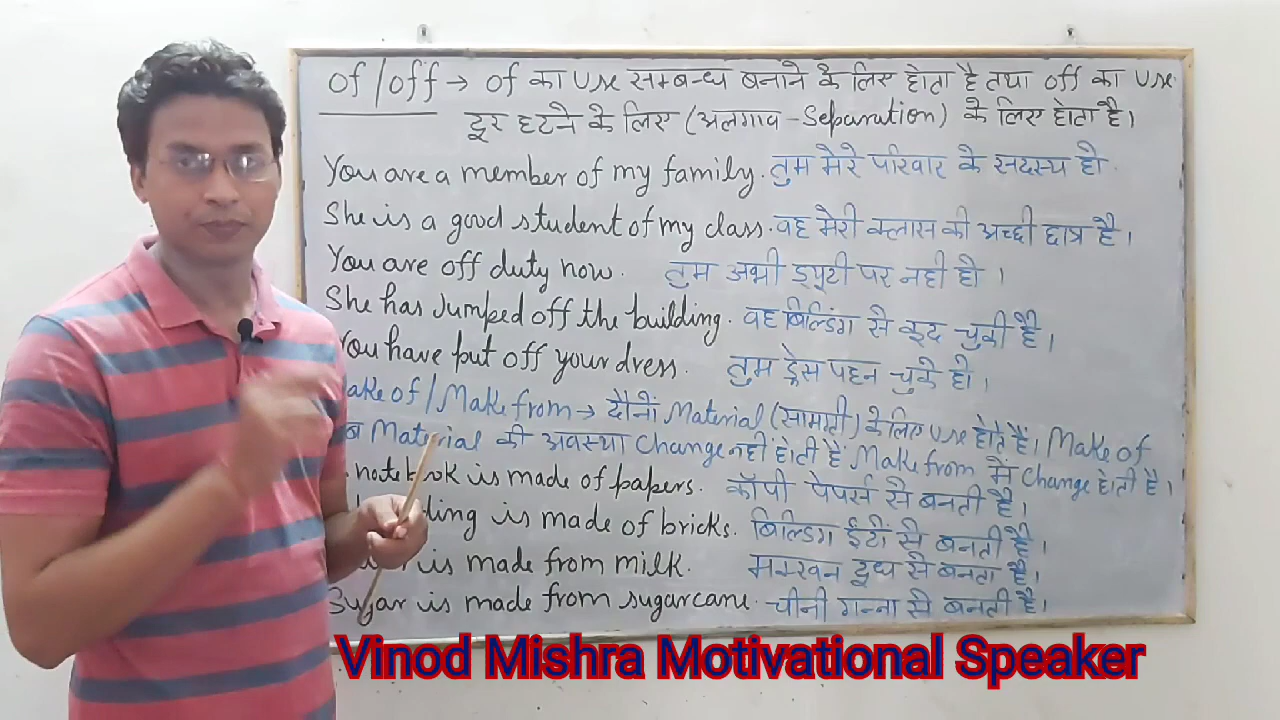 of/off → of का use सम्बन्ध बनाने के लिए होता है तथा off का use
दूर हटने के लिए (अलगाव - Separation) के लिए होता है।
You are a member of my family. तुम मेरे परिवार के सदस्य हो.
She is a good student of my class. वह मेरी क्लास की अच्छी छात्र है।
You are off duty now. तुम अभी ड्यूटी पर नही हो।
She has Jumped off the building. वह बिल्डिंग से कूद चुकी है।
You have put off your dress. तुम ड्रेस पहन चुके हो।
ake of / Make from → दोनों Material (सामग्री) के लिए use होते हैं। Make of
Material की अवस्था Change नहीं होती है Make from में Change होती है।
notebook is made of papers. कॉपी पेपर्स से बनती है।
ding is made of bricks. बिल्डिंग ईटों से बनती है।
is made from milk. मक्खन दूध से बनता है।
Sugar is made from sugarcane. चीनी गन्ना से बनती है।
Vinod Mishra Motivational Speaker